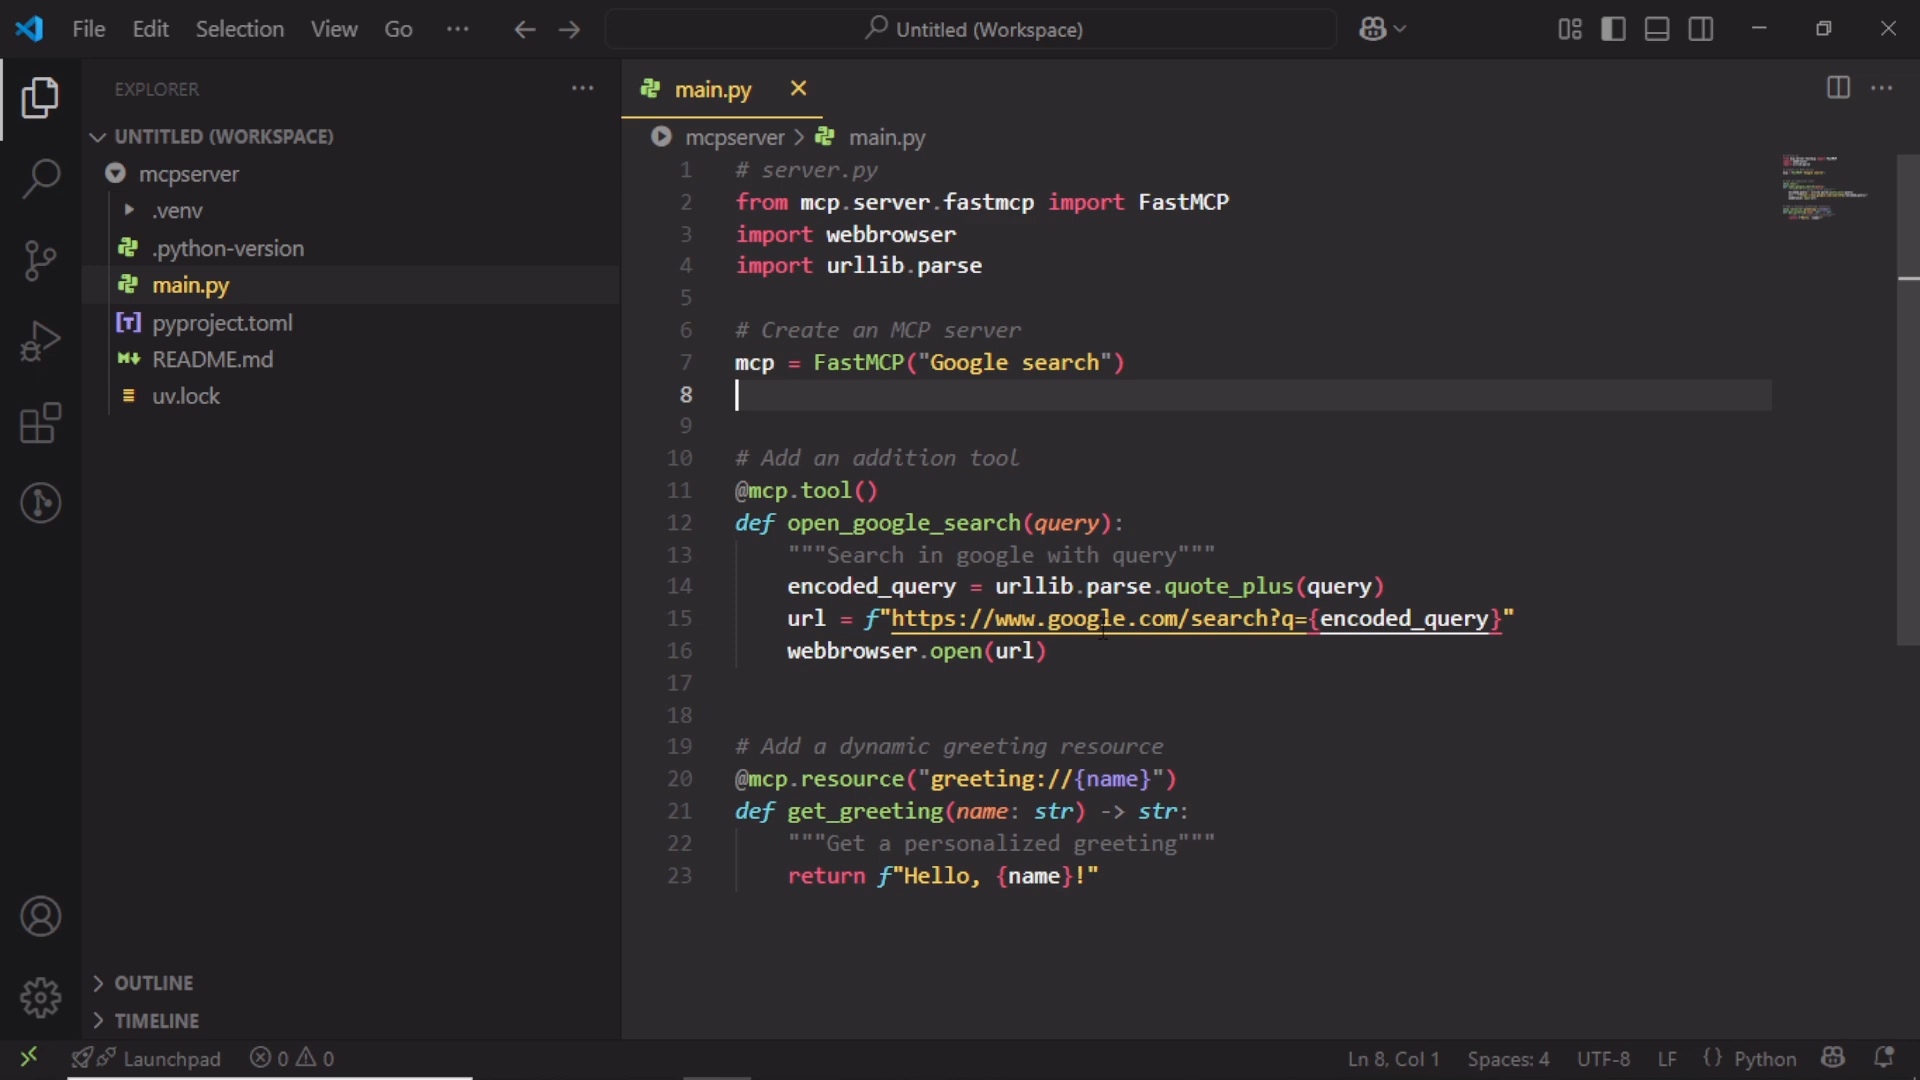 File Edit Selection View Go ··· Untitled (Workspace)
EXPLORER
UNTITLED (WORKSPACE)
mcpserver
.venv
.python-version
main.py
[T] pyproject.toml
README.md
uv.lock
OUTLINE
TIMELINE
main.py
mcpserver > main.py
1 # server.py
2 from mcp.server.fastmcp import FastMCP
3 import webbrowser
4 import urllib.parse
5
6 # Create an MCP server
7 mcp = FastMCP("Google search")
8
9
10 # Add an addition tool
11 @mcp.tool()
12 def open_google_search(query):
13 """Search in google with query"""
14 encoded_query = urllib.parse.quote_plus(query)
15 url = f"https://www.google.com/search?q={encoded_query}"
16 webbrowser.open(url)
17
18
19 # Add a dynamic greeting resource
20 @mcp.resource("greeting://{name}")
21 def get_greeting(name: str) -> str:
22 """Get a personalized greeting"""
23 return f"Hello, {name}!"
Launchpad 0 0 Ln 8, Col 1 Spaces: 4 UTF-8 LF {} Python